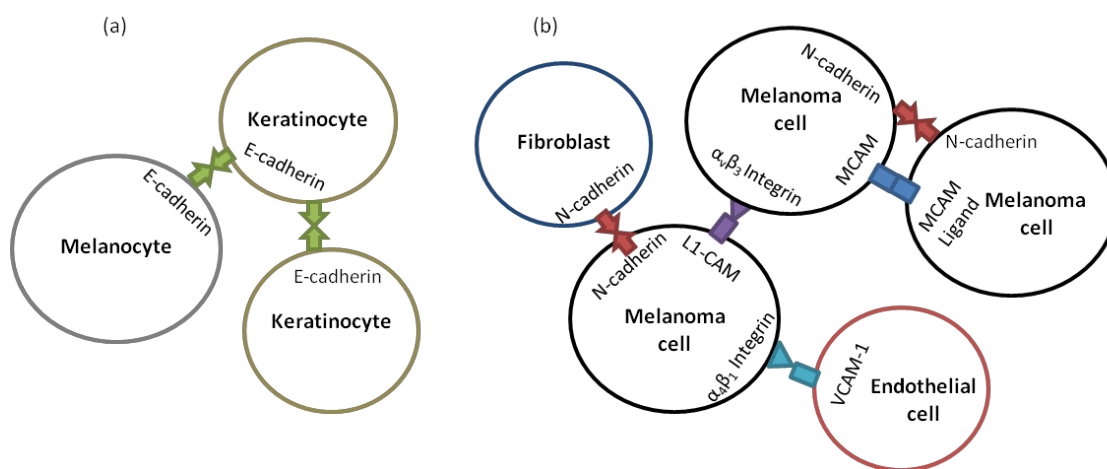 (a)
Keratinocyte
E-cadherin
E-cadherin
Melanocyte
E-cadherin
Keratinocyte
(b)
N-cadherin
Melanoma
cell
Fibroblast
αvβ3 Integrin
MCAM
N-cadherin
N-cadherin
MCAM
Ligand
Melanoma
cell
N-cadherin
L1-CAM
Melanoma
cell
α4β1 Integrin
VCAM-1
Endothelial
cell